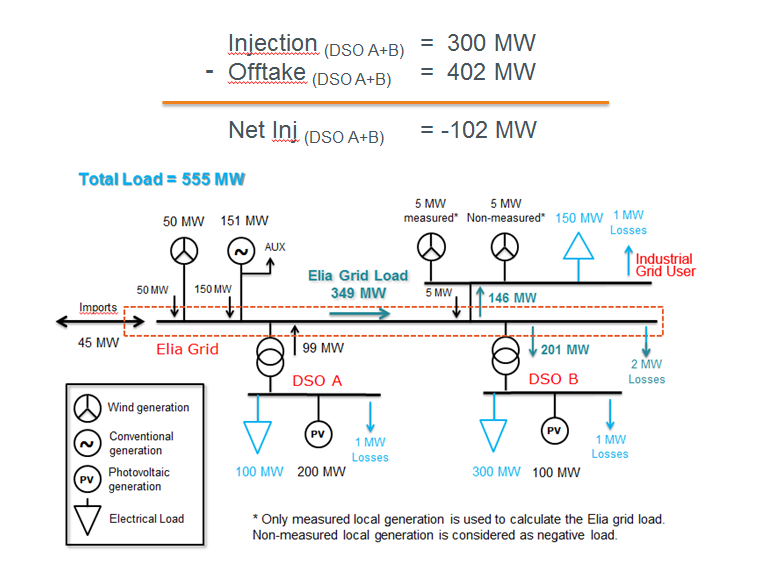 Injection (DSO A+B) = 300 MW
- Offtake (DSO A+B) = 402 MW
Net Inj (DSO A+B) = -102 MW
Total Load = 555 MW
50 MW
151 MW
AUX
5 MW
measured*
5 MW
Non-measured*
150 MW
1 MW
Losses
Industrial
Grid User
50 MW
150 MW
Elia Grid Load
349 MW
5 MW
146 MW
Imports
45 MW
Elia Grid
99 MW
201 MW
2 MW
Losses
DSO A
DSO B
100 MW
PV
200 MW
1 MW
Losses
300 MW
PV
100 MW
1 MW
Losses
Wind generation
Conventional
generation
PV
Photovoltaic
generation
Electrical Load
* Only measured local generation is used to calculate the Elia grid load.
Non-measured local generation is considered as negative load.